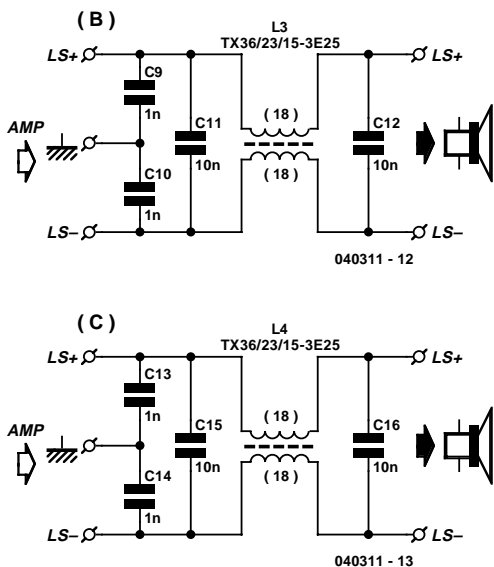 ( B )
L3
TX36/23/15-3E25
LS+
LS+
C9
1n
( 18 )
AMP
C11
10n
C12
10n
C10
1n
( 18 )
LS–
LS–
040311 - 12
( C )
L4
TX36/23/15-3E25
LS+
LS+
C13
1n
( 18 )
AMP
C15
10n
C16
10n
C14
1n
( 18 )
LS–
LS–
040311 - 13